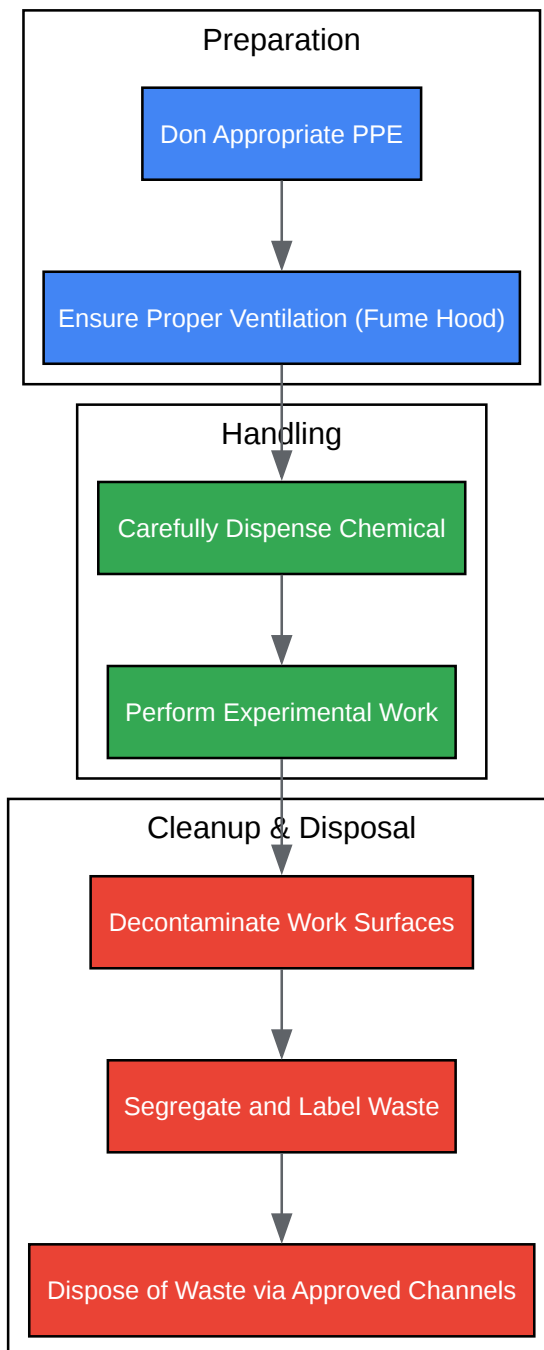 Preparation
Don Appropriate PPE
Ensure Proper Ventilation (Fume Hood)
Handling
Carefully Dispense Chemical
Perform Experimental Work
Cleanup & Disposal
Decontaminate Work Surfaces
Segregate and Label Waste
Dispose of Waste via Approved Channels